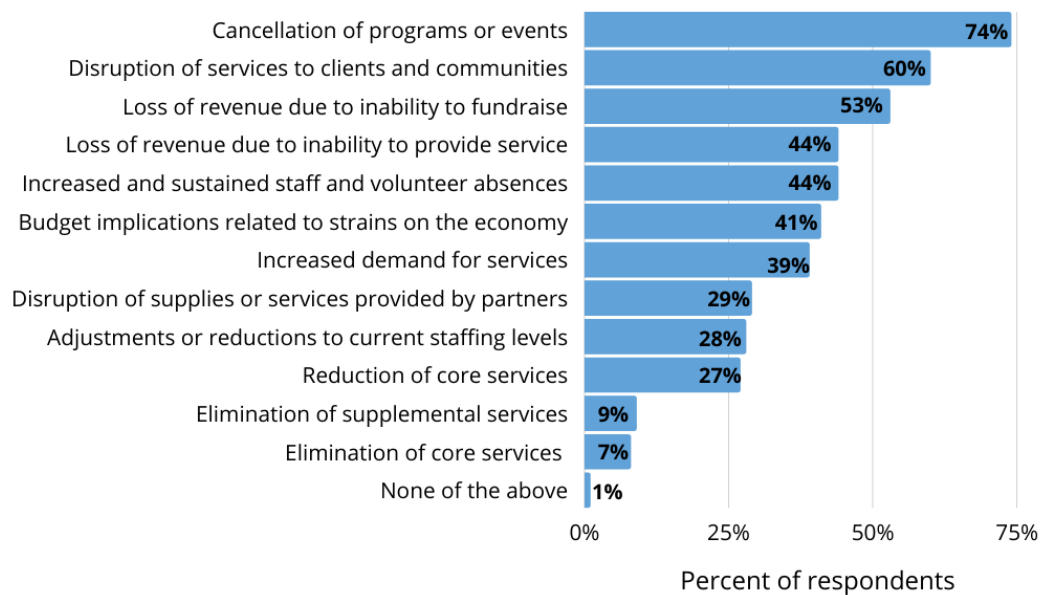 Cancellation of programs or events 74%
Disruption of services to clients and communities 60%
Loss of revenue due to inability to fundraise 53%
Loss of revenue due to inability to provide service 44%
Increased and sustained staff and volunteer absences 44%
Budget implications related to strains on the economy 41%
Increased demand for services 39%
Disruption of supplies or services provided by partners 29%
Adjustments or reductions to current staffing levels 28%
Reduction of core services 27%
Elimination of supplemental services 9%
Elimination of core services 7%
None of the above 1%
0% 25% 50% 75%
Percent of respondents